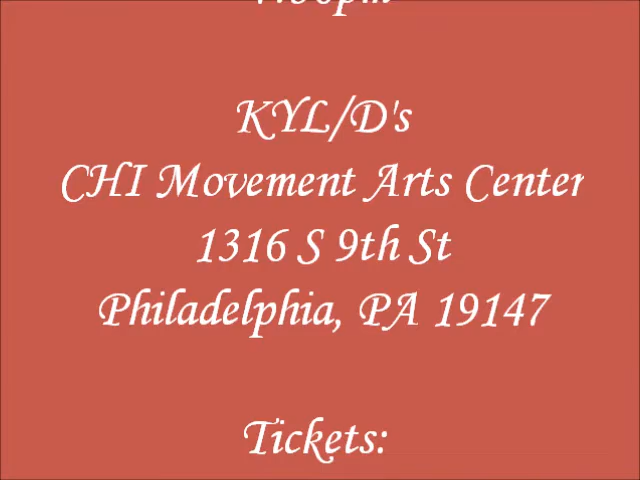 KYL/D's
CHI Movement Arts Center
1316 S 9th St
Philadelphia, PA 19147
Tickets: